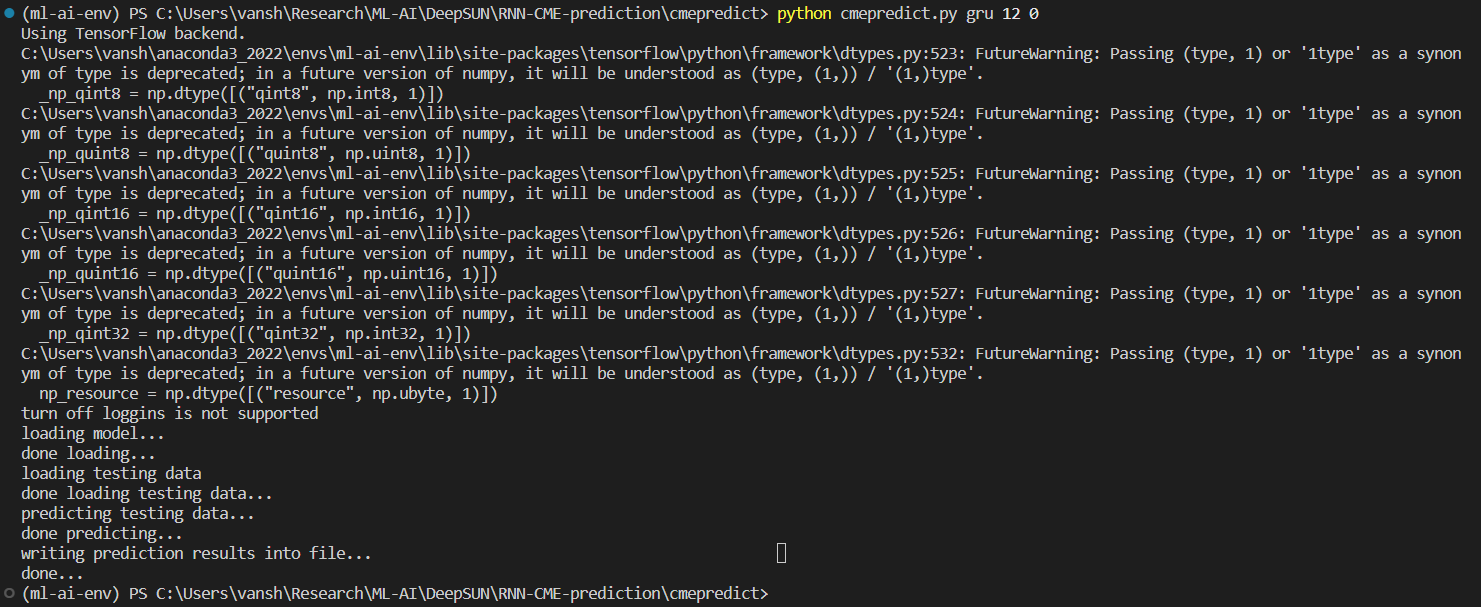 (ml-ai-env) PS C:\Users\vansh\Research\ML-AI\DeepSUN\RNN-CME-prediction\cmepredict> python cmepredict.py gru 12 0
Using TensorFlow backend.
C:\Users\vansh\anaconda3_2022\envs\ml-ai-env\lib\site-packages\tensorflow\python\framework\dtypes.py:523: FutureWarning: Passing (type, 1) or '1type' as a synon
ym of type is deprecated; in a future version of numpy, it will be understood as (type, (1,)) / '(1,)type'.
  _np_qint8 = np.dtype([("qint8", np.int8, 1)])
C:\Users\vansh\anaconda3_2022\envs\ml-ai-env\lib\site-packages\tensorflow\python\framework\dtypes.py:524: FutureWarning: Passing (type, 1) or '1type' as a synon
ym of type is deprecated; in a future version of numpy, it will be understood as (type, (1,)) / '(1,)type'.
  _np_quint8 = np.dtype([("quint8", np.uint8, 1)])
C:\Users\vansh\anaconda3_2022\envs\ml-ai-env\lib\site-packages\tensorflow\python\framework\dtypes.py:525: FutureWarning: Passing (type, 1) or '1type' as a synon
ym of type is deprecated; in a future version of numpy, it will be understood as (type, (1,)) / '(1,)type'.
  _np_qint16 = np.dtype([("qint16", np.int16, 1)])
C:\Users\vansh\anaconda3_2022\envs\ml-ai-env\lib\site-packages\tensorflow\python\framework\dtypes.py:526: FutureWarning: Passing (type, 1) or '1type' as a synon
ym of type is deprecated; in a future version of numpy, it will be understood as (type, (1,)) / '(1,)type'.
  _np_quint16 = np.dtype([("quint16", np.uint16, 1)])
C:\Users\vansh\anaconda3_2022\envs\ml-ai-env\lib\site-packages\tensorflow\python\framework\dtypes.py:527: FutureWarning: Passing (type, 1) or '1type' as a synon
ym of type is deprecated; in a future version of numpy, it will be understood as (type, (1,)) / '(1,)type'.
  _np_qint32 = np.dtype([("qint32", np.int32, 1)])
C:\Users\vansh\anaconda3_2022\envs\ml-ai-env\lib\site-packages\tensorflow\python\framework\dtypes.py:532: FutureWarning: Passing (type, 1) or '1type' as a synon
ym of type is deprecated; in a future version of numpy, it will be understood as (type, (1,)) / '(1,)type'.
  np_resource = np.dtype([("resource", np.ubyte, 1)])
turn off loggins is not supported
loading model...
done loading...
loading testing data
done loading testing data...
predicting testing data...
done predicting...
writing prediction results into file...
done...
(ml-ai-env) PS C:\Users\vansh\Research\ML-AI\DeepSUN\RNN-CME-prediction\cmepredict>